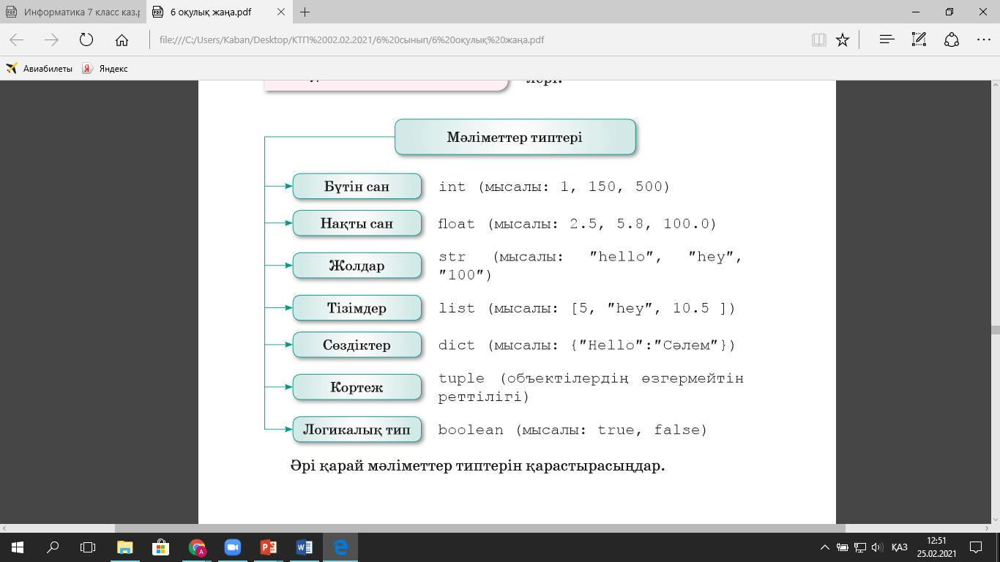 Информатика 7 класс каз.p
6 оқулық жаңа.pdf
file:///C:/Users/Kaban/Desktop/КТП%2002.02.2021/6%20сынып/6%20оқулық%20жаңа.pdf
Авиабилеты
Яндекс
лері.
Мәліметтер типтері
Бүтін сан
int (мысалы: 1, 150, 500)
Нақты сан
float (мысалы: 2.5, 5.8, 100.0)
Жолдар
str (мысалы: "hello", "hey",
"100")
Тізімдер
list (мысалы: [5, "hey", 10.5 ])
Сөздіктер
dict (мысалы: {"Hello":"Сәлем"})
Кортеж
tuple (объектілердің өзгермейтін
реттілігі)
Логикалық тип
boolean (мысалы: true, false)
Әрі қарай мәліметтер типтерін қарастырасыңдар.
ҚАЗ
12:51
25.02.2021